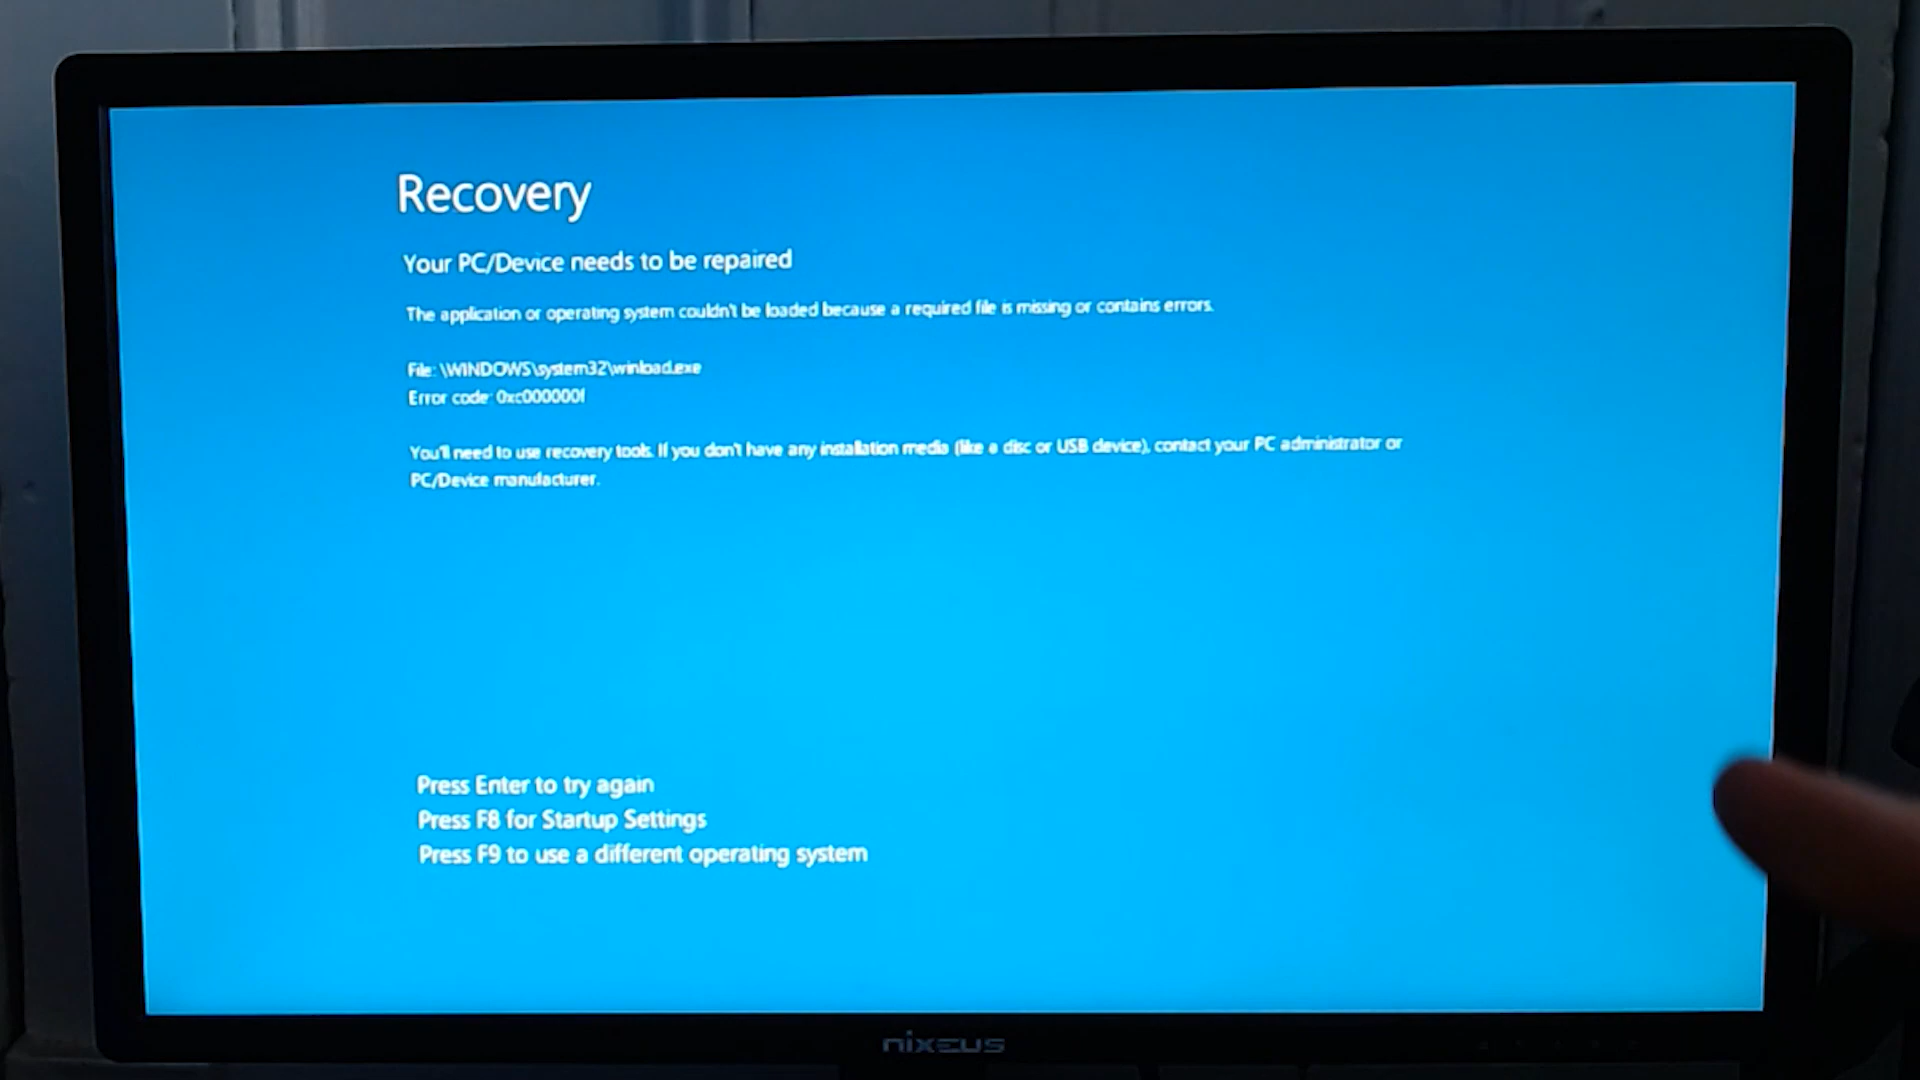 Recovery
Your PC/Device needs to be repaired
The application or operating system couldn't be loaded because a required file is missing or contains errors.
File: \WINDOWS\system32\winload.exe
Error code: 0xc000000f
You'll need to use recovery tools. If you don't have any installation media (like a disc or USB device), contact your PC administrator or
PC/Device manufacturer.
Press Enter to try again
Press F8 for Startup Settings
Press F9 to use a different operating system
nixeus